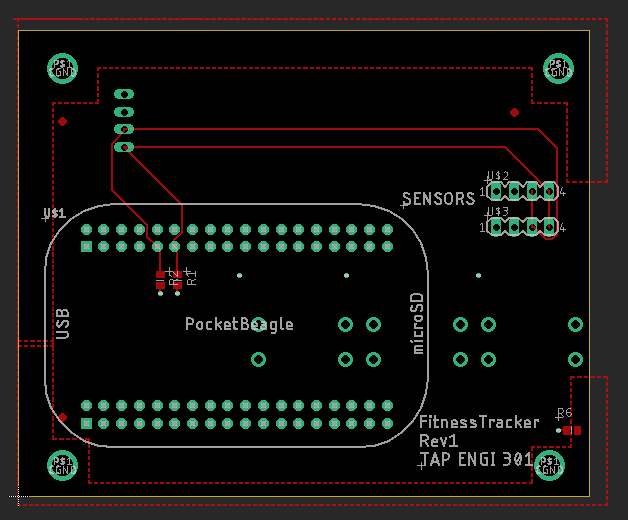 P$1
GND
P$1
GND
U$2
1
4
SENSORS
U$3
1
4
U$1
R2
R1
PocketBeagle
USB
microSD
R6
FitnessTracker
Rev1
TAP ENGI 301
P$1
GND
P$1
GND